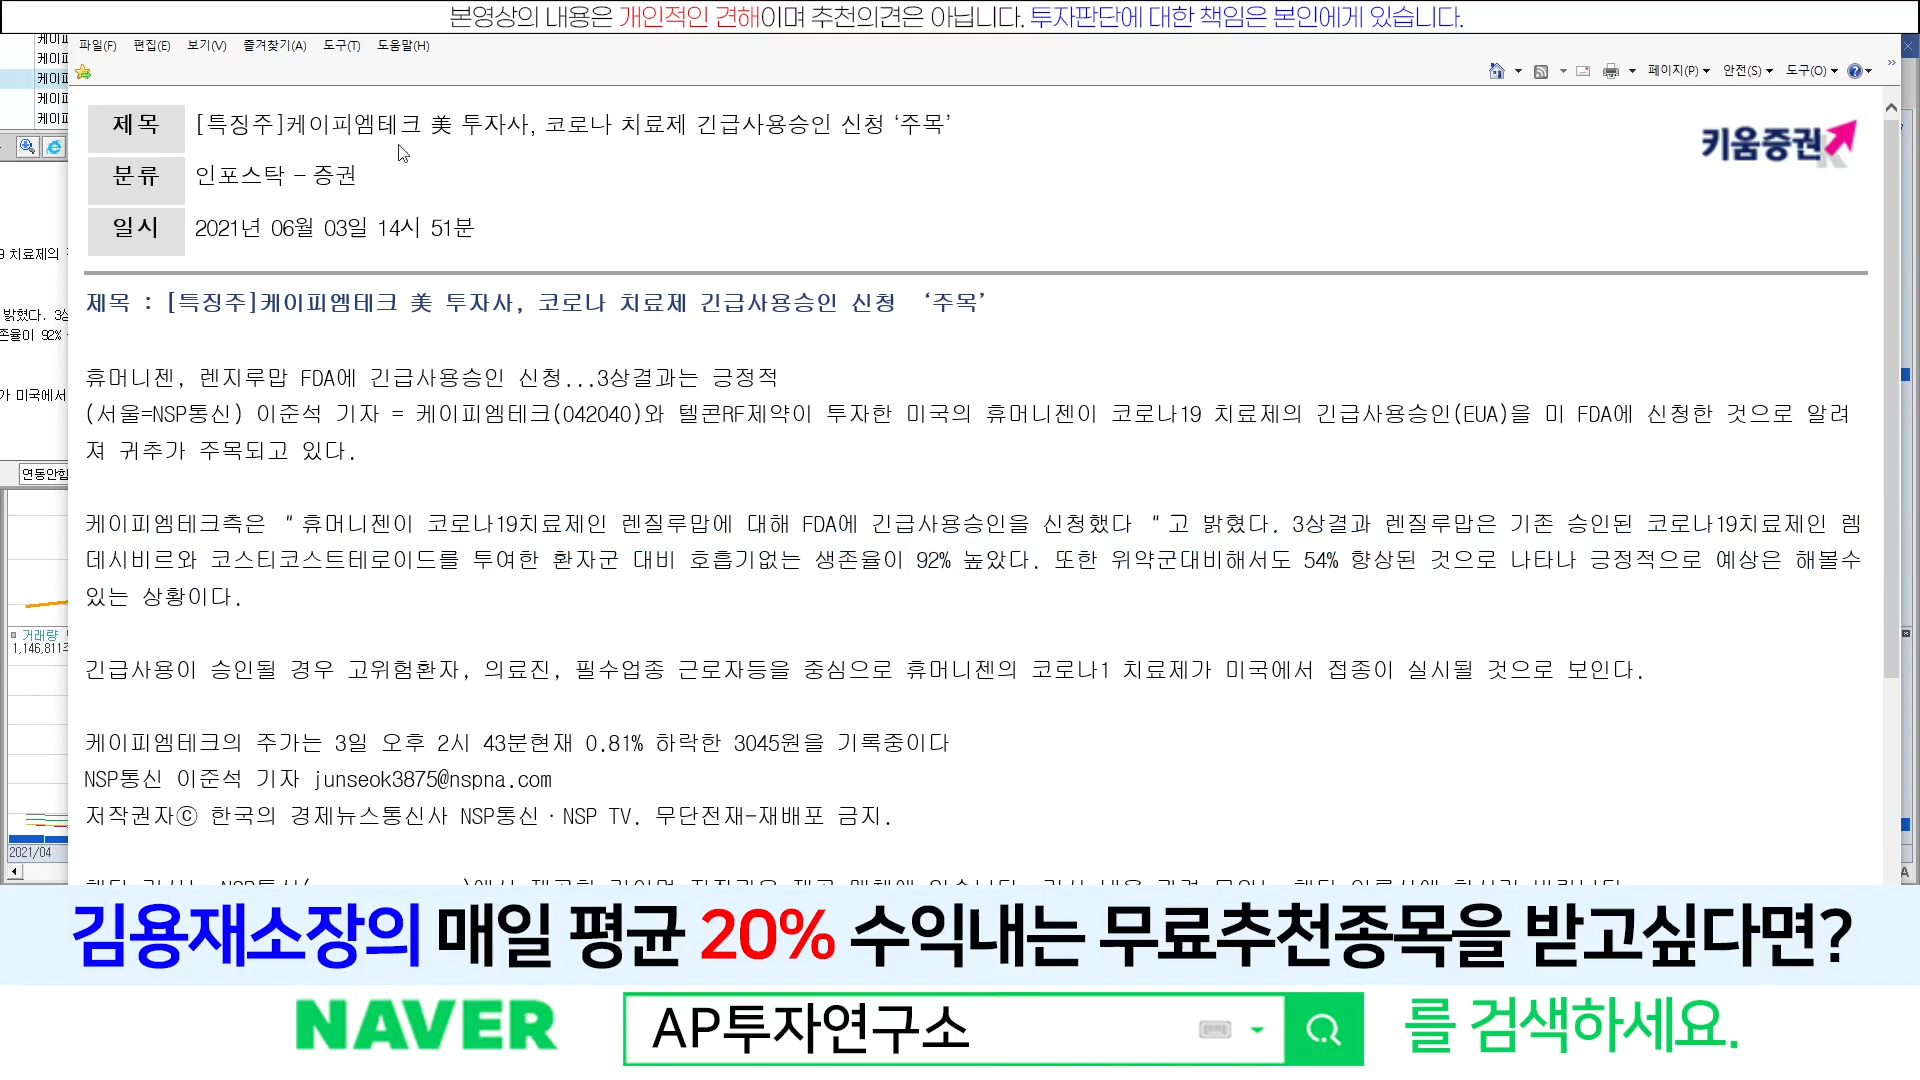 본영상의 내용은 개인적인 견해이며 추천의견은 아닙니다. 투자판단에 대한 책임은 본인에게 있습니다.
파일(F) 편집(E) 보기(V) 즐겨찾기(A) 도구(T) 도움말(H)
페이지(P) 안전(S) 도구(O)
제목 [특징주]케이피엠테크 美 투자사, 코로나 치료제 긴급사용승인 신청 ‘주목’
키움증권
분류 인포스탁 - 증권
일시 2021년 06월 03일 14시 51분
제목 : [특징주]케이피엠테크 美 투자사, 코로나 치료제 긴급사용승인 신청 ‘주목’
휴머니젠, 렌지루맙 FDA에 긴급사용승인 신청...3상결과는 긍정적
(서울=NSP통신) 이준석 기자 = 케이피엠테크(042040)와 텔콘RF제약이 투자한 미국의 휴머니젠이 코로나19 치료제의 긴급사용승인(EUA)을 미 FDA에 신청한 것으로 알려
져 귀추가 주목되고 있다.
케이피엠테크측은 "휴머니젠이 코로나19치료제인 렌질루맙에 대해 FDA에 긴급사용승인을 신청했다 "고 밝혔다. 3상결과 렌질루맙은 기존 승인된 코로나19치료제인 렘
데시비르와 코스티코스트테로이드를 투여한 환자군 대비 호흡기없는 생존율이 92% 높았다. 또한 위약군대비해서도 54% 향상된 것으로 나타나 긍정적으로 예상은 해볼수
있는 상황이다.
긴급사용이 승인될 경우 고위험환자, 의료진, 필수업종 근로자등을 중심으로 휴머니젠의 코로나1 치료제가 미국에서 접종이 실시될 것으로 보인다.
케이피엠테크의 주가는 3일 오후 2시 43분현재 0.81% 하락한 3045원을 기록중이다
NSP통신 이준석 기자 junseok3875@nspna.com
저작권자ⓒ 한국의 경제뉴스통신사 NSP통신·NSP TV. 무단전재-재배포 금지.
연동안함
거래량
1,146,811
2021/04
김용재소장의 매일 평균 20% 수익내는 무료추천종목을 받고싶다면?
NAVER AP투자연구소 를 검색하세요.